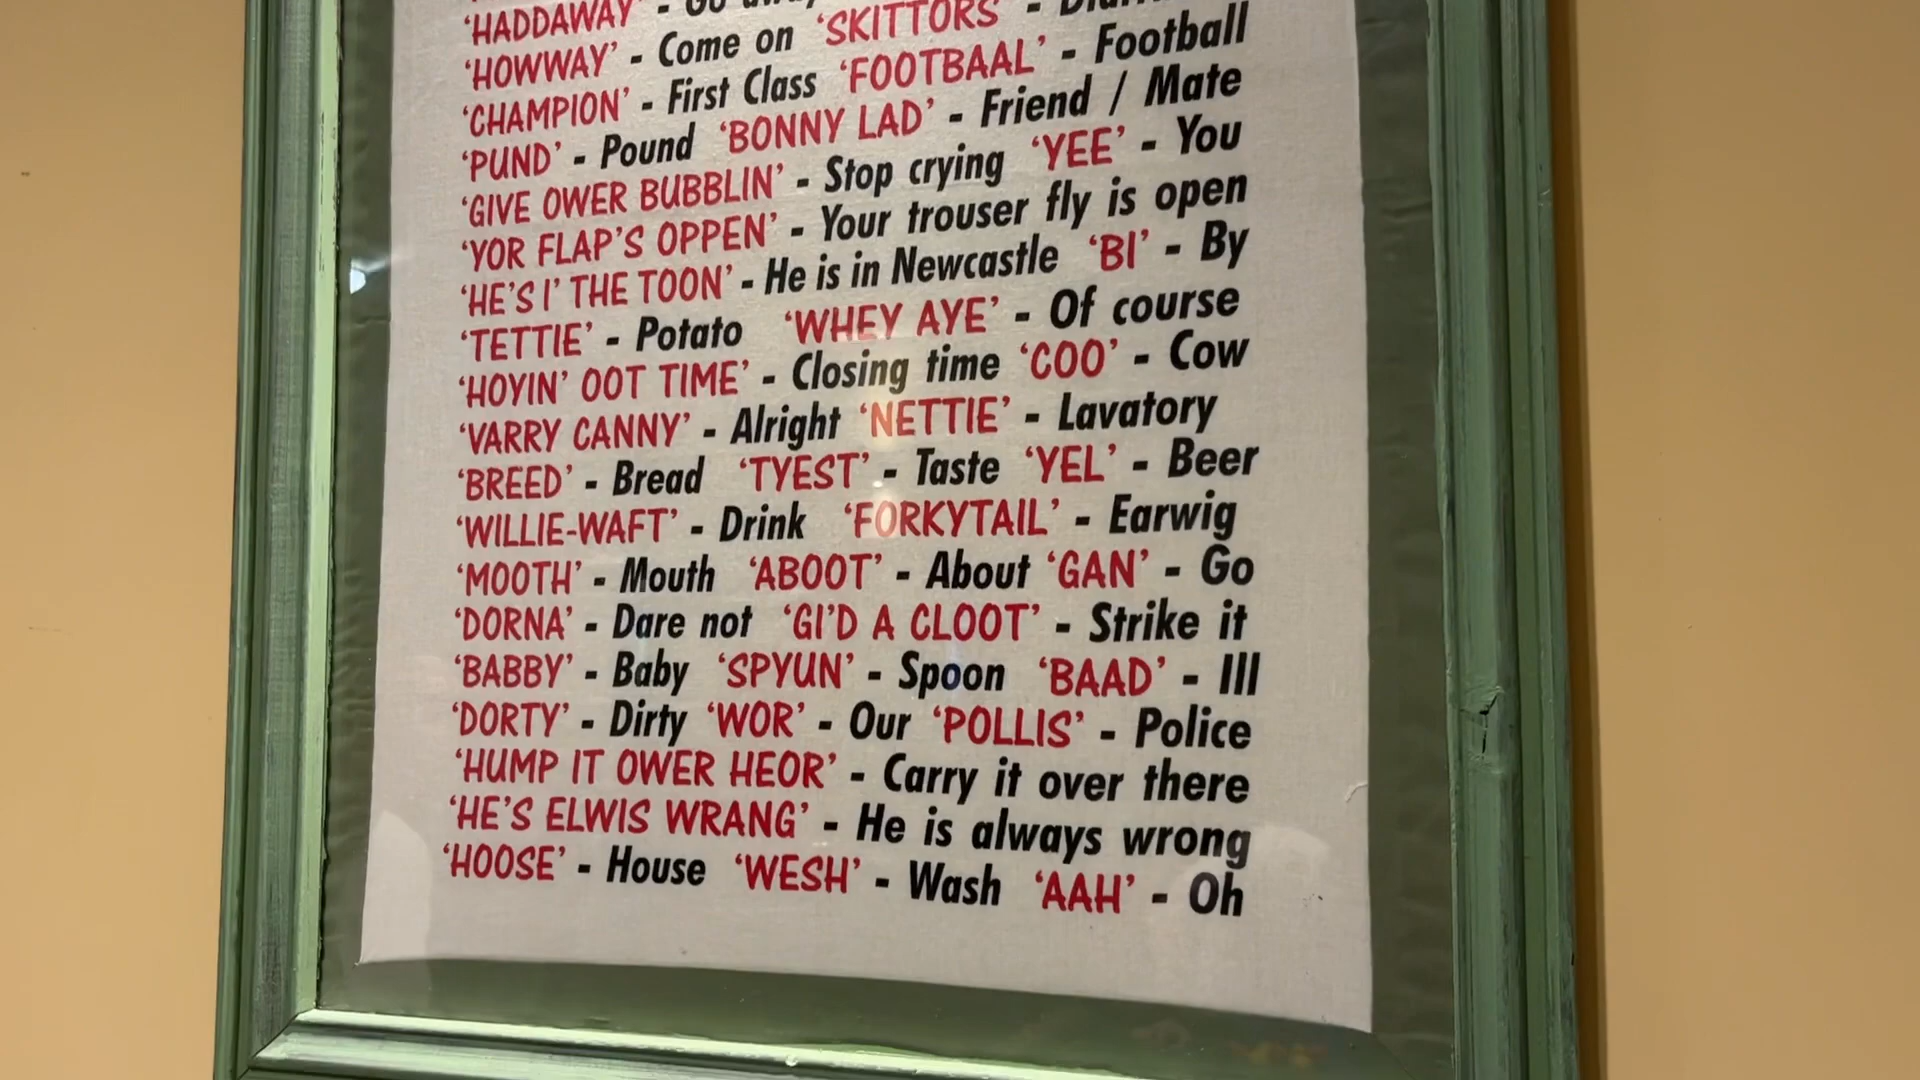 'HADDAWAY' - Go away
'HOWWAY' - Come on 'SKITTORS' -
'CHAMPION' - First Class 'FOOTBAAL' - Football
'PUND' - Pound 'BONNY LAD' - Friend / Mate
'GIVE OWER BUBBLIN' - Stop crying 'YEE' - You
'YOR FLAP'S OPPEN' - Your trouser fly is open
'HE'S I' THE TOON' - He is in Newcastle 'BI' - By
'TETTIE' - Potato 'WHEY AYE' - Of course
'HOYIN' OOT TIME' - Closing time 'COO' - Cow
'VARRY CANNY' - Alright 'NETTIE' - Lavatory
'BREED' - Bread 'TYEST' - Taste 'YEL' - Beer
'WILLIE-WAFT' - Drink 'FORKYTAIL' - Earwig
'MOOTH' - Mouth 'ABOOT' - About 'GAN' - Go
'DORNA' - Dare not 'GI'D A CLOOT' - Strike it
'BABBY' - Baby 'SPYUN' - Spoon 'BAAD' - Ill
'DORTY' - Dirty 'WOR' - Our 'POLLIS' - Police
'HUMP IT OWER HEOR' - Carry it over there
'HE'S ELWIS WRANG' - He is always wrong
'HOOSE' - House 'WESH' - Wash 'AAH' - Oh